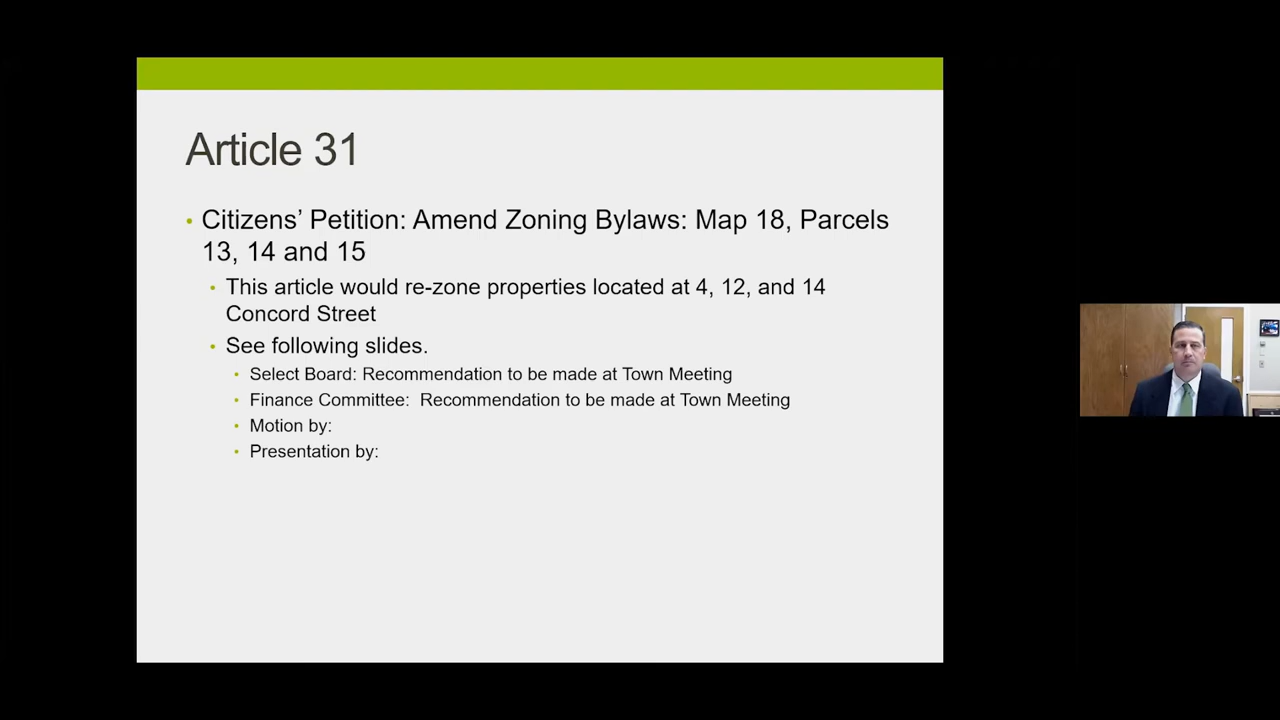 Article 31
• Citizens’ Petition: Amend Zoning Bylaws: Map 18, Parcels
13, 14 and 15
• This article would re-zone properties located at 4, 12, and 14
Concord Street
• See following slides.
• Select Board: Recommendation to be made at Town Meeting
• Finance Committee:  Recommendation to be made at Town Meeting
• Motion by:
• Presentation by: